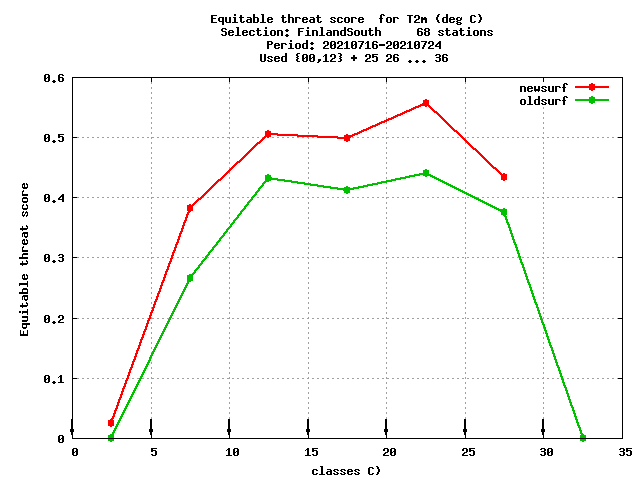 Equitable threat score for T2m (deg C)
Selection: FinlandSouth 68 stations
Period: 20210716-20210724
Used {00,12} + 25 26 ... 36
newsurf
oldsurf
Equitable threat score
0.6
0.5
0.4
0.3
0.2
0.1
0
0 5 10 15 20 25 30 35
classes C)